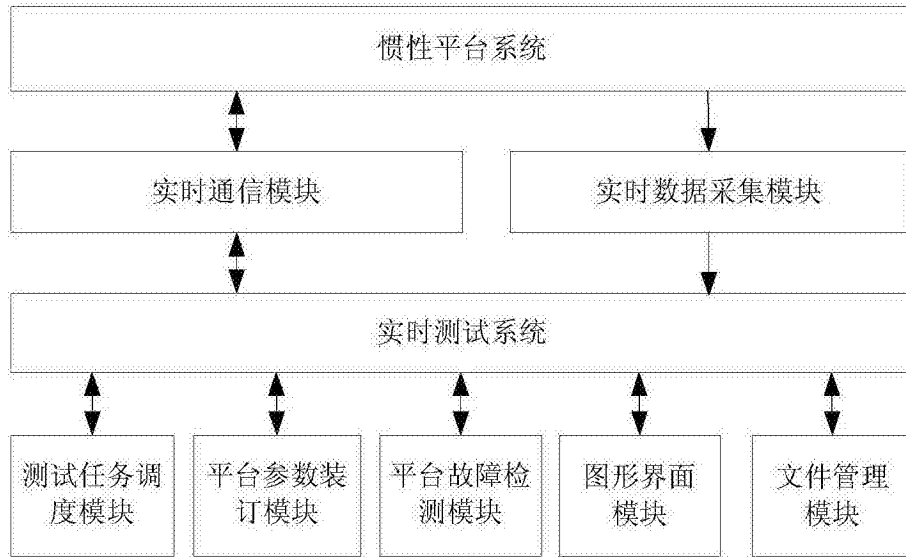 惯性平台系统
实时通信模块
实时数据采集模块
实时测试系统
测试任务调
度模块
平台参数装
订模块
平台故障检
测模块
图形界面
模块
文件管理
模块